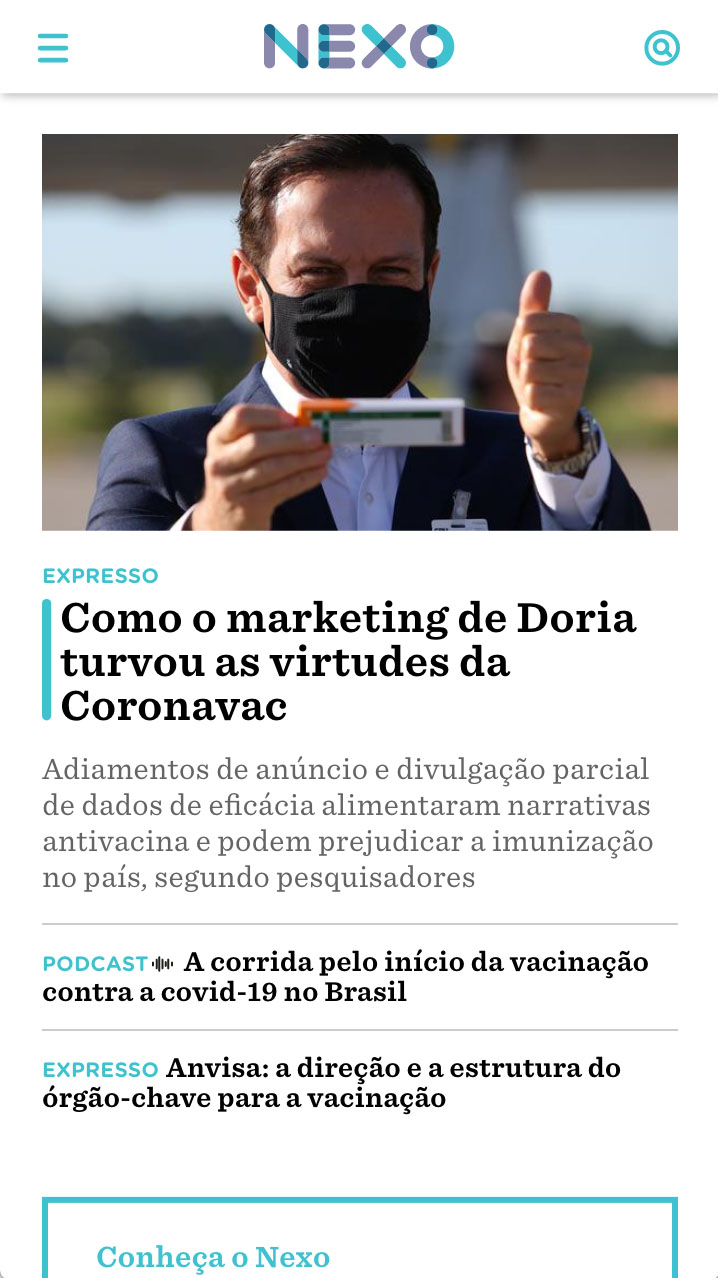 NEXO
EXPRESSO
Como o marketing de Doria
turvou as virtudes da
Coronavac
Adiamentos de anúncio e divulgação parcial
de dados de eficácia alimentaram narrativas
antivacina e podem prejudicar a imunização
no país, segundo pesquisadores
PODCAST A corrida pelo início da vacinação
contra a covid-19 no Brasil
EXPRESSO Anvisa: a direção e a estrutura do
órgão-chave para a vacinação
Conheça o Nexo